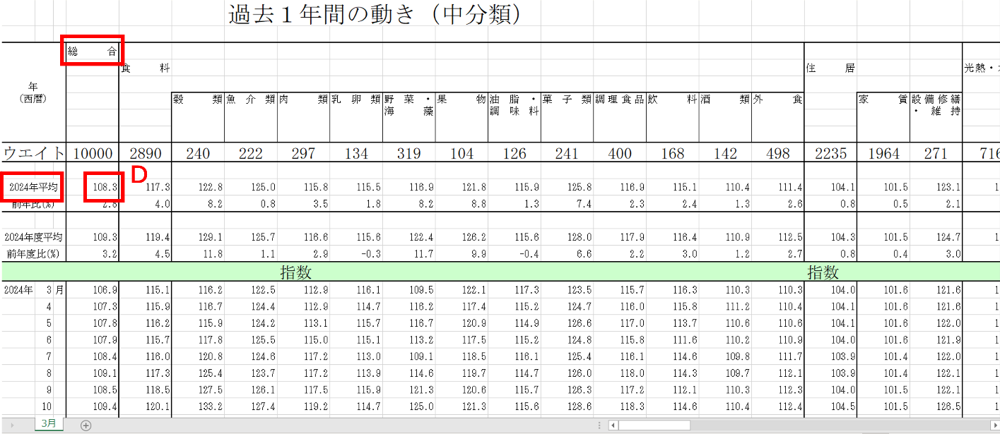 過去１年間の動き（中分類）
総合
食料
住居
光熱・
年
(西暦)
穀類 魚介類 肉類 乳卵類 野菜・海藻 果物 油脂・調味料 菓子類 調理食品 飲料 酒類 外食 家賃 設備修繕・維持
ウエイト 10000 2890 240 222 297 134 319 104 126 241 400 168 142 498 2235 1964 271 716
D
2024年平均 108.3 117.3 122.8 125.0 115.8 115.5 116.9 121.8 115.9 125.8 116.9 115.1 110.4 111.4 104.1 101.5 123.1 1
前年比(%) 2.8 4.0 8.2 0.8 3.5 1.8 8.2 8.8 1.3 7.4 2.3 2.4 1.3 2.6 0.8 0.5 2.1
2024年度平均 109.3 119.4 129.1 125.7 116.6 115.6 122.4 126.2 115.6 128.0 117.9 116.4 110.9 112.5 104.3 101.5 124.7 1
前年度比(%) 3.2 4.5 11.8 1.1 2.9 -0.3 11.7 9.9 -0.4 6.6 2.2 3.0 1.2 2.7 0.8 0.4 3.0
指数 指数
2024年 3月 106.9 115.1 116.2 122.5 112.9 116.1 109.5 122.1 117.3 123.5 115.7 116.3 110.3 110.3 104.0 101.6 121.6 1
4 107.3 115.9 116.7 124.4 112.9 114.7 116.2 117.4 115.2 124.7 116.0 115.8 111.2 110.4 104.1 101.6 121.6 1
5 107.8 116.2 115.9 124.2 113.1 115.7 116.7 120.9 114.9 126.6 117.0 113.7 110.6 110.6 104.1 101.6 122.0 1
6 107.9 115.7 117.8 125.5 115.0 115.1 113.2 117.5 115.2 124.8 115.8 111.6 110.2 110.9 104.0 101.6 121.9 1
7 108.4 116.0 120.8 124.6 117.2 113.0 109.1 118.5 116.1 125.4 116.1 114.6 109.8 111.7 103.9 101.4 122.0 1
8 109.1 117.3 125.4 123.7 117.2 113.9 114.6 119.7 114.7 126.0 118.0 114.3 109.7 112.1 103.9 101.4 122.1 1
9 108.5 118.5 127.5 126.1 117.5 115.9 121.3 120.6 115.7 126.3 117.2 112.1 110.3 112.3 104.0 101.5 122.1 1
10 109.4 120.1 133.2 127.4 119.2 114.7 125.0 121.3 115.6 128.6 118.3 114.6 110.4 112.4 104.5 101.5 126.5 1
3月